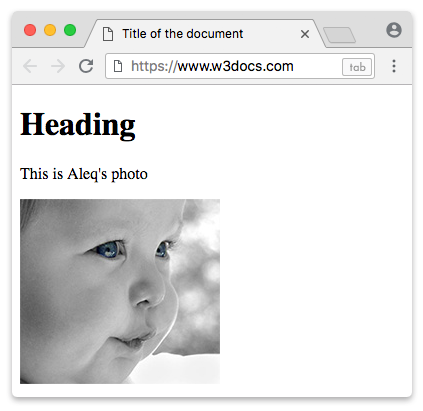 Title of the document
https://www.w3docs.com
tab
Heading
This is Aleq's photo